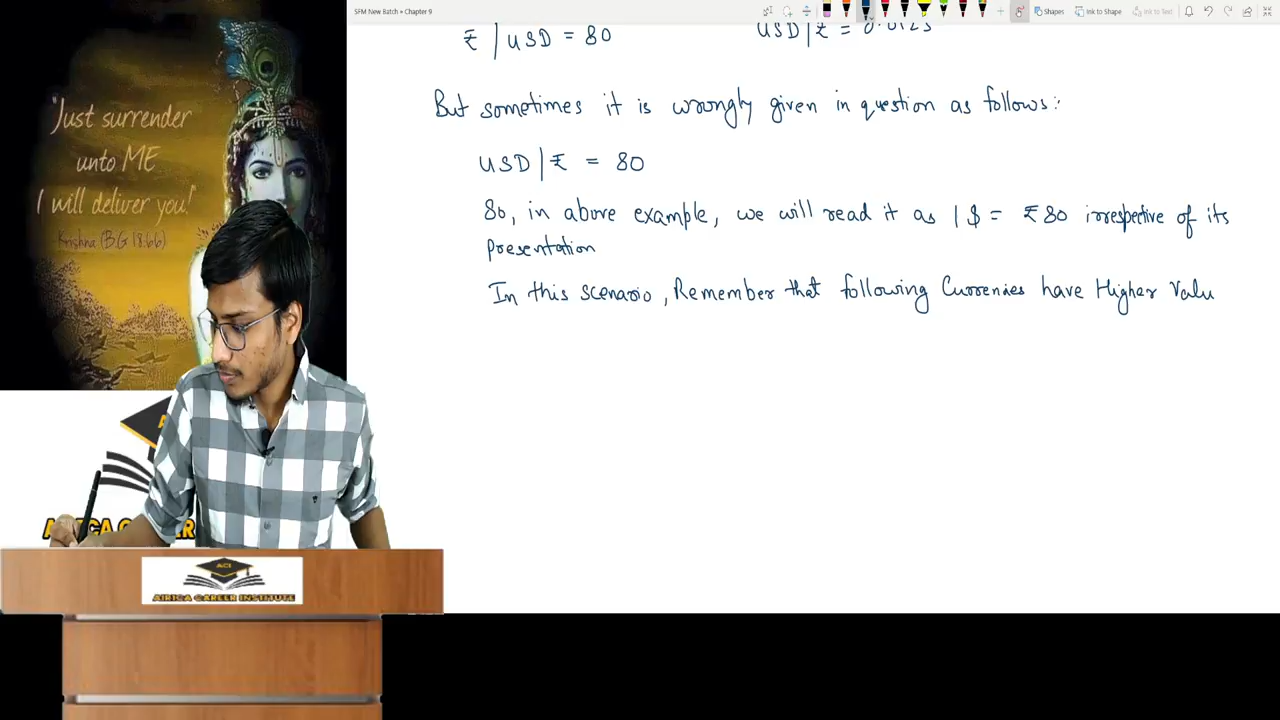 SFM New Batch » Chapter 9
Shapes
Ink to Shape
Ink to Text
₹ | USD = 80
USD | ₹ = 0.0125
But sometimes it is wrongly given in question as follows:
USD | ₹ = 80
So, in above example, we will read it as 1$ = ₹80 irrespective of its
presentation
In this scenario, Remember that following Currencies have Higher Valu
"Just surrender
unto ME
I will deliver you!"
Krishna (BG 18:66)
ACI
AIRICA CAREER INSTITUTE